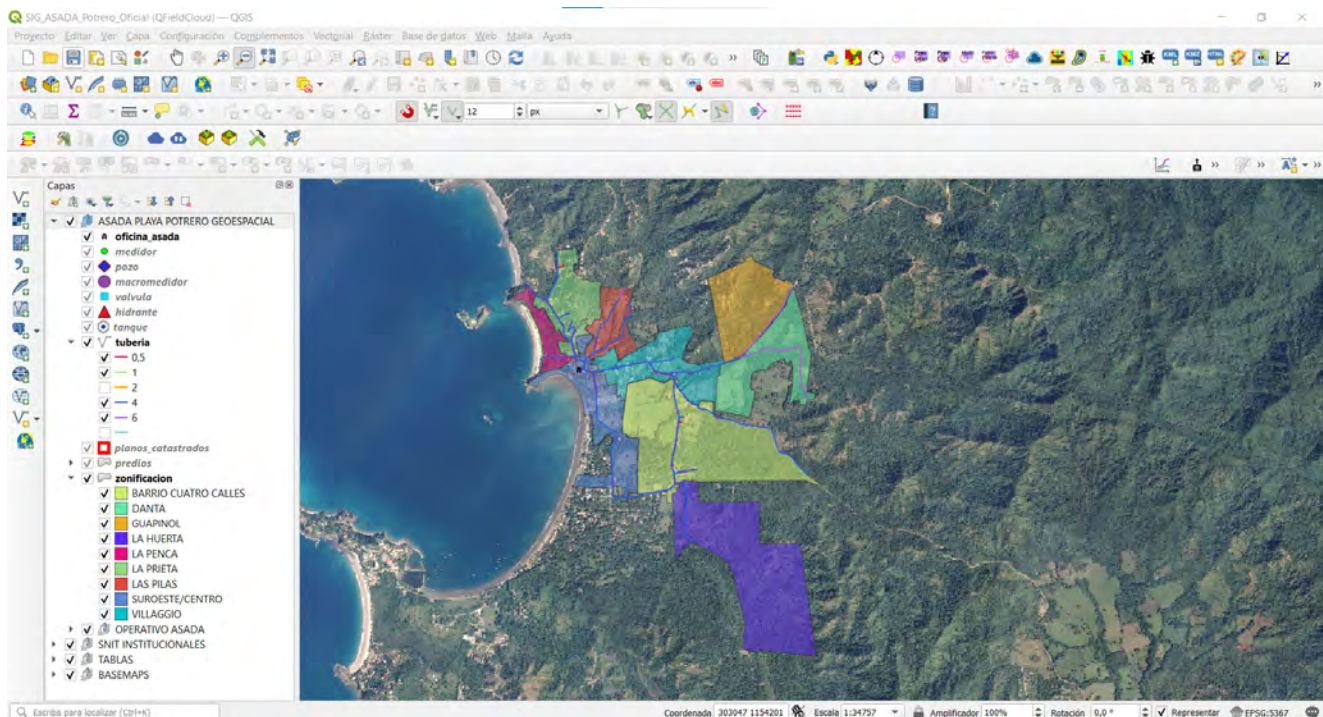 SIG_ASADA_Potrero_Oficial (QFieldCloud) — QGIS
Proyecto Editar Ver Capa Configuración Complementos Vectorial Ráster Base de datos Web Malla Ayuda
12 px
Capas
ASADA PLAYA POTRERO GEOESPACIAL
oficina_asada
medidor
pozo
macromedidor
valvula
hidrante
tanque
tuberia
0,5
1
2
4
6
planos_catastrados
predios
zonificacion
BARRIO CUATRO CALLES
DANTA
GUAPINOL
LA HUERTA
LA PENCA
LA PRIETA
LAS PILAS
SUROESTE/CENTRO
VILLAGGIO
OPERATIVO ASADA
SNIT INSTITUCIONALES
TABLAS
BASEMAPS
Escriba para localizar (Ctrl+K) Coordenada 303047 1154201 Escala 1:34757 Amplificador 100% Rotación 0,0 ° Representar EPSG:5367